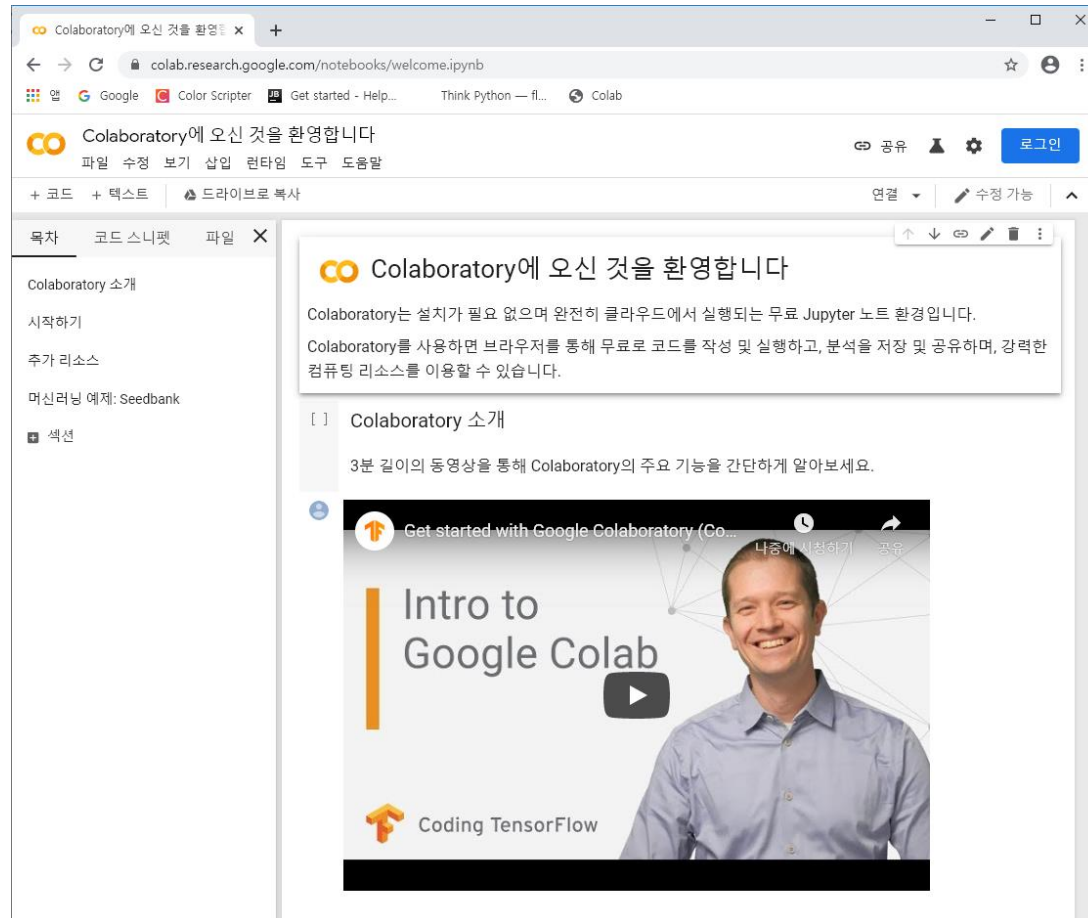 Colaboratory에 오신 것을 환영
colab.research.google.com/notebooks/welcome.ipynb
앱 Google Color Scripter Get started - Help... Think Python — fl... Colab
Colaboratory에 오신 것을 환영합니다
파일 수정 보기 삽입 런타임 도구 도움말
공유 로그인
+ 코드 + 텍스트 드라이브로 복사 연결 수정 가능
목차 코드 스니펫 파일
Colaboratory 소개
시작하기
추가 리소스
머신러닝 예제: Seedbank
섹션
Colaboratory에 오신 것을 환영합니다
Colaboratory는 설치가 필요 없으며 완전히 클라우드에서 실행되는 무료 Jupyter 노트 환경입니다.
Colaboratory를 사용하면 브라우저를 통해 무료로 코드를 작성 및 실행하고, 분석을 저장 및 공유하며, 강력한
컴퓨팅 리소스를 이용할 수 있습니다.
[ ] Colaboratory 소개
3분 길이의 동영상을 통해 Colaboratory의 주요 기능을 간단하게 알아보세요.
Get started with Google Colaboratory (Co...
나중에 시청하기 공유
Intro to
Google Colab
Coding TensorFlow